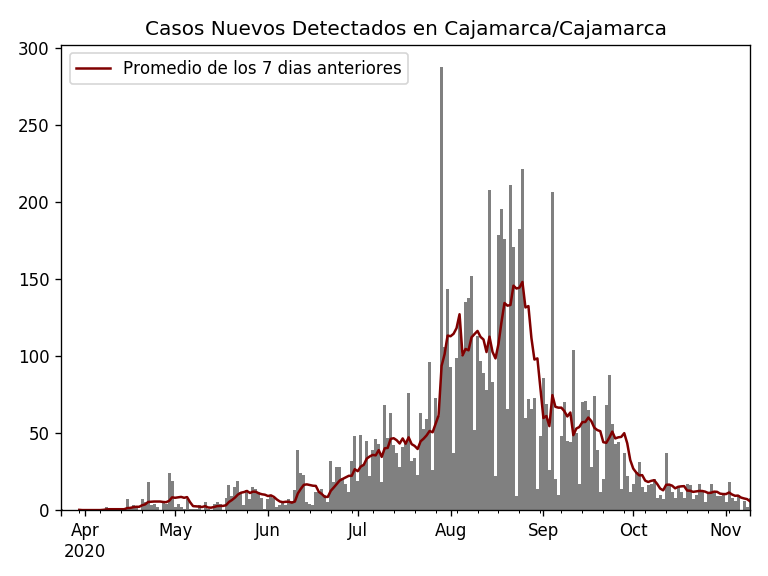 Casos Nuevos Detectados en Cajamarca/Cajamarca
Promedio de los 7 dias anteriores
300
250
200
150
100
50
0
Apr May Jun Jul Aug Sep Oct Nov
2020